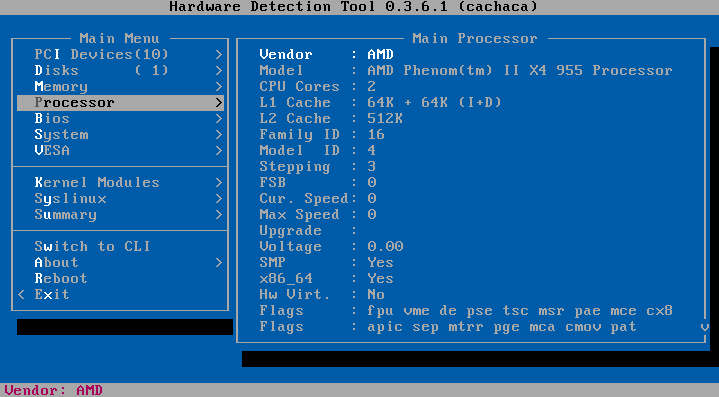 Hardware Detection Tool 0.3.6.1 (cachaca)
Main Menu
PCI Devices(10) >
Disks ( 1) >
Memory >
Processor >
Bios >
System >
VESA >
Kernel Modules >
Syslinux >
Summary >
Switch to CLI
About >
Reboot
< Exit
Main Processor
Vendor : AMD
Model : AMD Phenom(tm) II X4 955 Processor
CPU Cores : 2
L1 Cache : 64K + 64K (I+D)
L2 Cache : 512K
Family ID : 16
Model ID : 4
Stepping : 3
FSB : 0
Cur. Speed: 0
Max Speed : 0
Upgrade :
Voltage : 0.00
SMP : Yes
x86_64 : Yes
Hw Virt. : No
Flags : fpu vme de pse tsc msr pae mce cx8
Flags : apic sep mtrr pge mca cmov pat v
Vendor: AMD